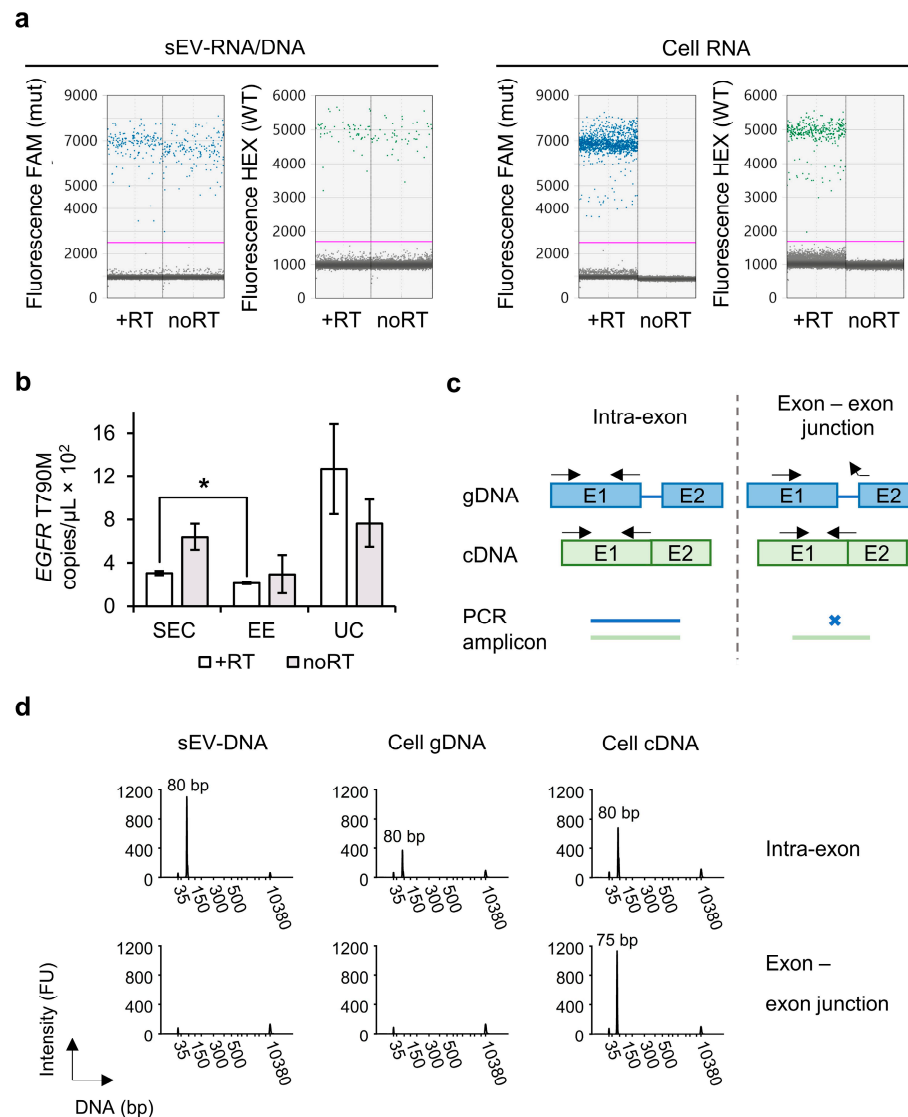 a
sEV-RNA/DNA
Cell RNA
Fluorescence FAM (mut)
9000
7000
5000
4000
2000
0
+RT noRT
Fluorescence HEX (WT)
6000
5000
4000
3000
2000
1000
0
+RT noRT
Fluorescence FAM (mut)
9000
7000
5000
4000
2000
0
+RT noRT
Fluorescence HEX (WT)
6000
5000
4000
3000
2000
1000
0
+RT noRT
b
EGFR T790M
copies/µL × 10²
16
12
8
4
0
SEC EE UC
*
+RT noRT
c
Intra-exon
Exon – exon
junction
gDNA
E1 E2
E1 E2
cDNA
E1 E2
E1 E2
PCR
amplicon
d
sEV-DNA
Cell gDNA
Cell cDNA
1200
800
400
0
80 bp
35 150 300 500 10380
1200
800
400
0
80 bp
35 150 300 500 10380
1200
800
400
0
80 bp
35 150 300 500 10380
Intra-exon
1200
800
400
0
35 150 300 500 10380
1200
800
400
0
35 150 300 500 10380
1200
800
400
0
75 bp
35 150 300 500 10380
Exon –
exon junction
Intensity (FU)
DNA (bp)